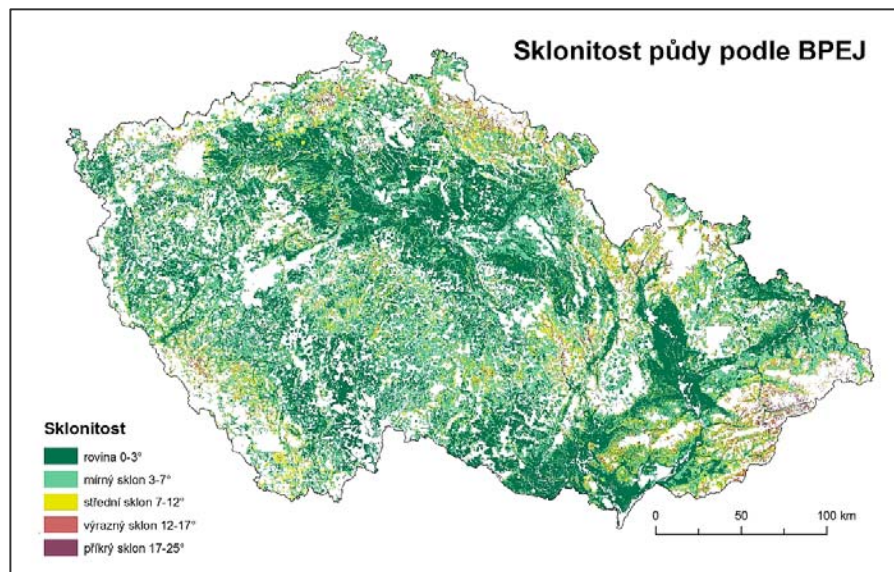 Sklonitost půdy podle BPEJ
Sklonitost
rovina 0-3°
mírný sklon 3-7°
střední sklon 7-12°
výrazný sklon 12-17°
příkrý sklon 17-25°
0 50 100 km